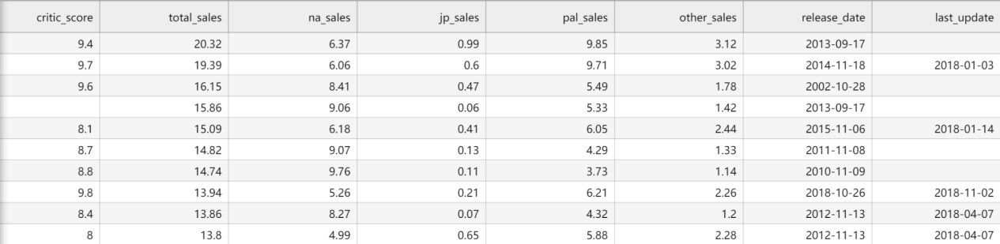 critic_score total_sales na_sales jp_sales pal_sales other_sales release_date last_update
9.4 20.32 6.37 0.99 9.85 3.12 2013-09-17
9.7 19.39 6.06 0.6 9.71 3.02 2014-11-18 2018-01-03
9.6 16.15 8.41 0.47 5.49 1.78 2002-10-28
15.86 9.06 0.06 5.33 1.42 2013-09-17
8.1 15.09 6.18 0.41 6.05 2.44 2015-11-06 2018-01-14
8.7 14.82 9.07 0.13 4.29 1.33 2011-11-08
8.8 14.74 9.76 0.11 3.73 1.14 2010-11-09
9.8 13.94 5.26 0.21 6.21 2.26 2018-10-26 2018-11-02
8.4 13.86 8.27 0.07 4.32 1.2 2012-11-13 2018-04-07
8 13.8 4.99 0.65 5.88 2.28 2012-11-13 2018-04-07